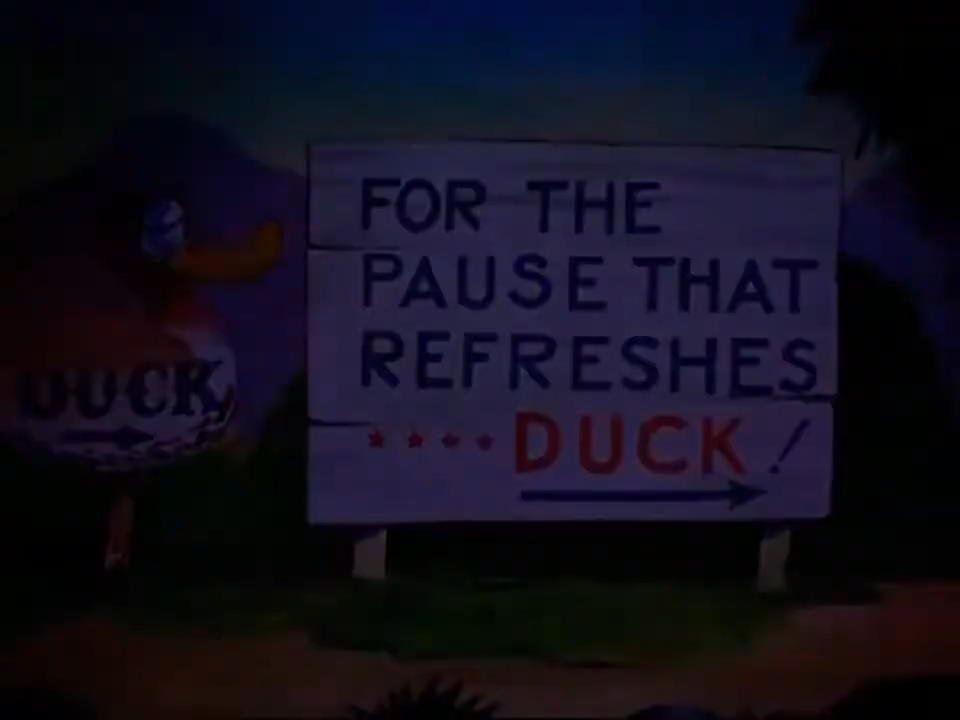 DUCK
FOR THE
PAUSE THAT
REFRESHES
★★★★ DUCK!